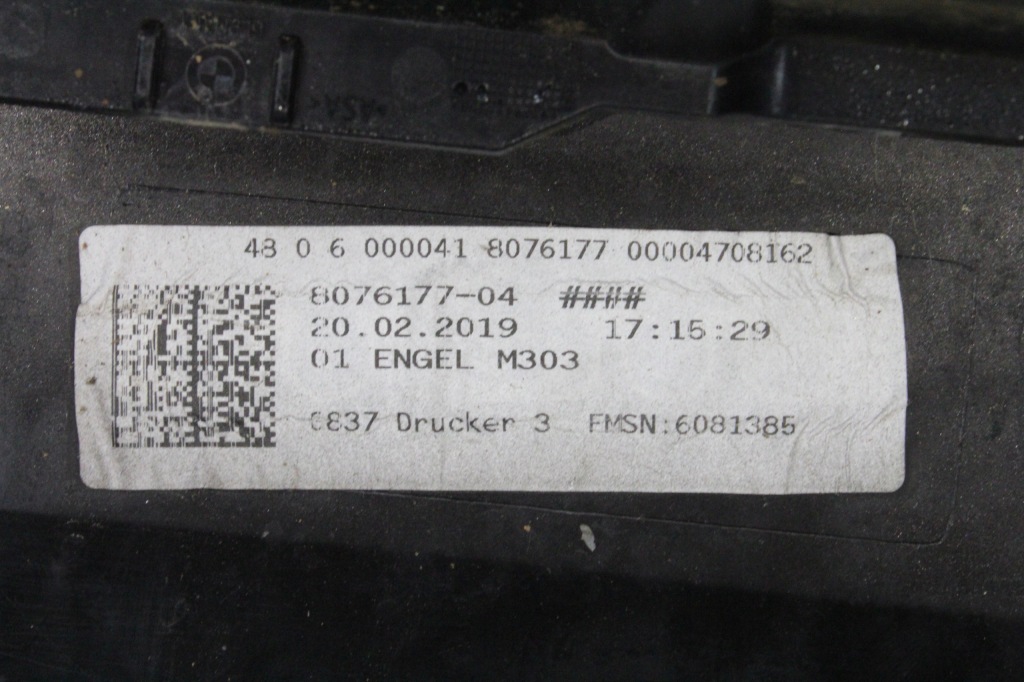 48 0 6 000041 8076177 00004708162
8076177-04 ####
20.02.2019 17:15:29
01 ENGEL M303
Drucker 3 FMSN:6081385